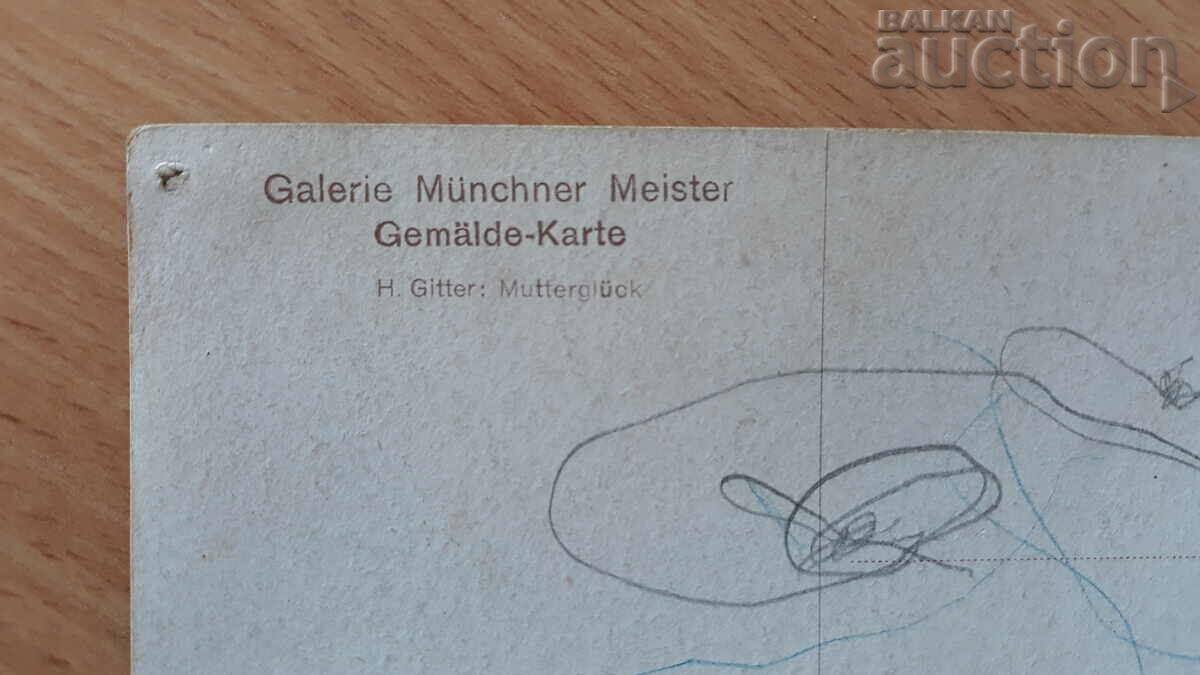 BALKAN
auction
Galerie Münchner Meister
Gemälde-Karte
H. Gitter: Mutterglück